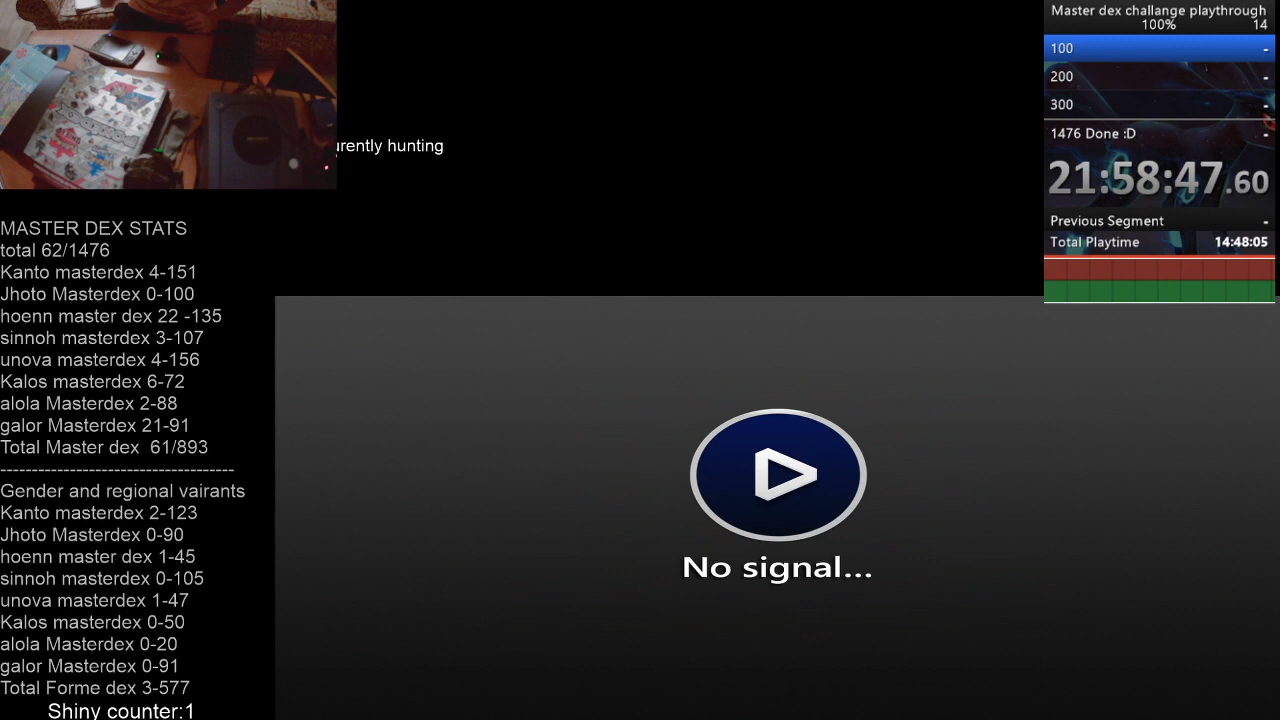 Master dex challange playthrough
100% 14
100 -
200 -
300 -
1476 Done :D -
21:58:47.60
Previous Segment -
Total Playtime 14:48:05
urently hunting
MASTER DEX STATS
total 62/1476
Kanto masterdex 4-151
Jhoto Masterdex 0-100
hoenn master dex 22 -135
sinnoh masterdex 3-107
unova masterdex 4-156
Kalos masterdex 6-72
alola Masterdex 2-88
galor Masterdex 21-91
Total Master dex 61/893
-------------------------------------
Gender and regional vairants
Kanto masterdex 2-123
Jhoto Masterdex 0-90
hoenn master dex 1-45
sinnoh masterdex 0-105
unova masterdex 1-47
Kalos masterdex 0-50
alola Masterdex 0-20
galor Masterdex 0-91
Total Forme dex 3-577
Shiny counter:1
No signal...